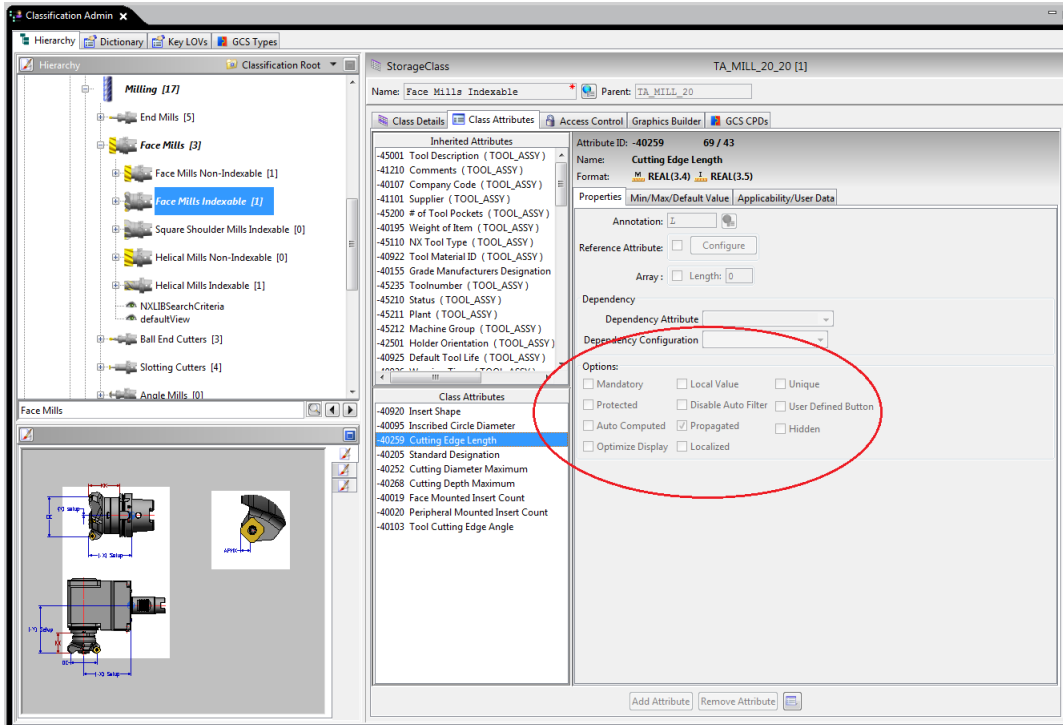 Classification Admin
Hierarchy Dictionary Key LOVs GCS Types
Hierarchy Classification Root
Milling [17]
End Mills [5]
Face Mills [3]
Face Mills Non-Indexable [1]
Face Mills Indexable [1]
Square Shoulder Mills Indexable [0]
Helical Mills Non-Indexable [0]
Helical Mills Indexable [1]
NXLIBSearchCriteria
defaultView
Ball End Cutters [3]
Slotting Cutters [4]
Angle Mills [0]
Face Mills
StorageClass TA_MILL_20_20 [1]
Name: Face Mills Indexable * Parent: TA_MILL_20
Class Details Class Attributes Access Control Graphics Builder GCS CPDs
Inherited Attributes
-45001 Tool Description ( TOOL_ASSY )
-41210 Comments ( TOOL_ASSY )
-40107 Company Code ( TOOL_ASSY )
-41101 Supplier ( TOOL_ASSY )
-45200 # of Tool Pockets ( TOOL_ASSY )
-40195 Weight of Item ( TOOL_ASSY )
-45110 NX Tool Type ( TOOL_ASSY )
-40922 Tool Material ID ( TOOL_ASSY )
-40155 Grade Manufacturers Designation
-45235 Toolnumber ( TOOL_ASSY )
-45210 Status ( TOOL_ASSY )
-45211 Plant ( TOOL_ASSY )
-45212 Machine Group ( TOOL_ASSY )
-42501 Holder Orientation ( TOOL_ASSY )
-40925 Default Tool Life ( TOOL_ASSY )
Class Attributes
-40920 Insert Shape
-40095 Inscribed Circle Diameter
-40259 Cutting Edge Length
-40205 Standard Designation
-40252 Cutting Diameter Maximum
-40268 Cutting Depth Maximum
-40019 Face Mounted Insert Count
-40020 Peripheral Mounted Insert Count
-40103 Tool Cutting Edge Angle
Attribute ID: -40259 69 / 43
Name: Cutting Edge Length
Format: M REAL(3.4) I REAL(3.5)
Properties Min/Max/Default Value Applicability/User Data
Annotation: L
Reference Attribute: Configure
Array : Length: 0
Dependency
Dependency Attribute
Dependency Configuration
Options:
Mandatory Local Value Unique
Protected Disable Auto Filter User Defined Button
Auto Computed Propagated Hidden
Optimize Display Localized
Add Attribute Remove Attribute
(-X) Setup
APMX
(-X) Setup